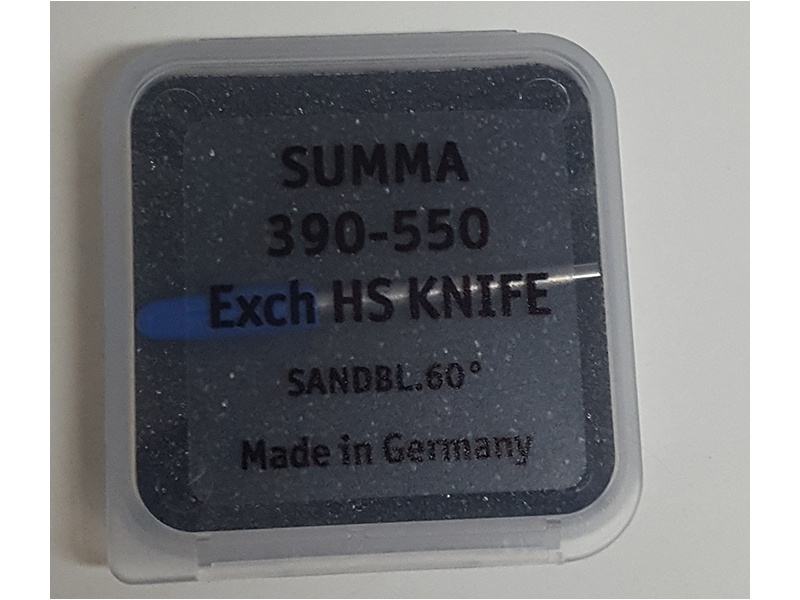 SUMMA
390-550
Exch HS KNIFE
SANDBL.60°
Made in Germany